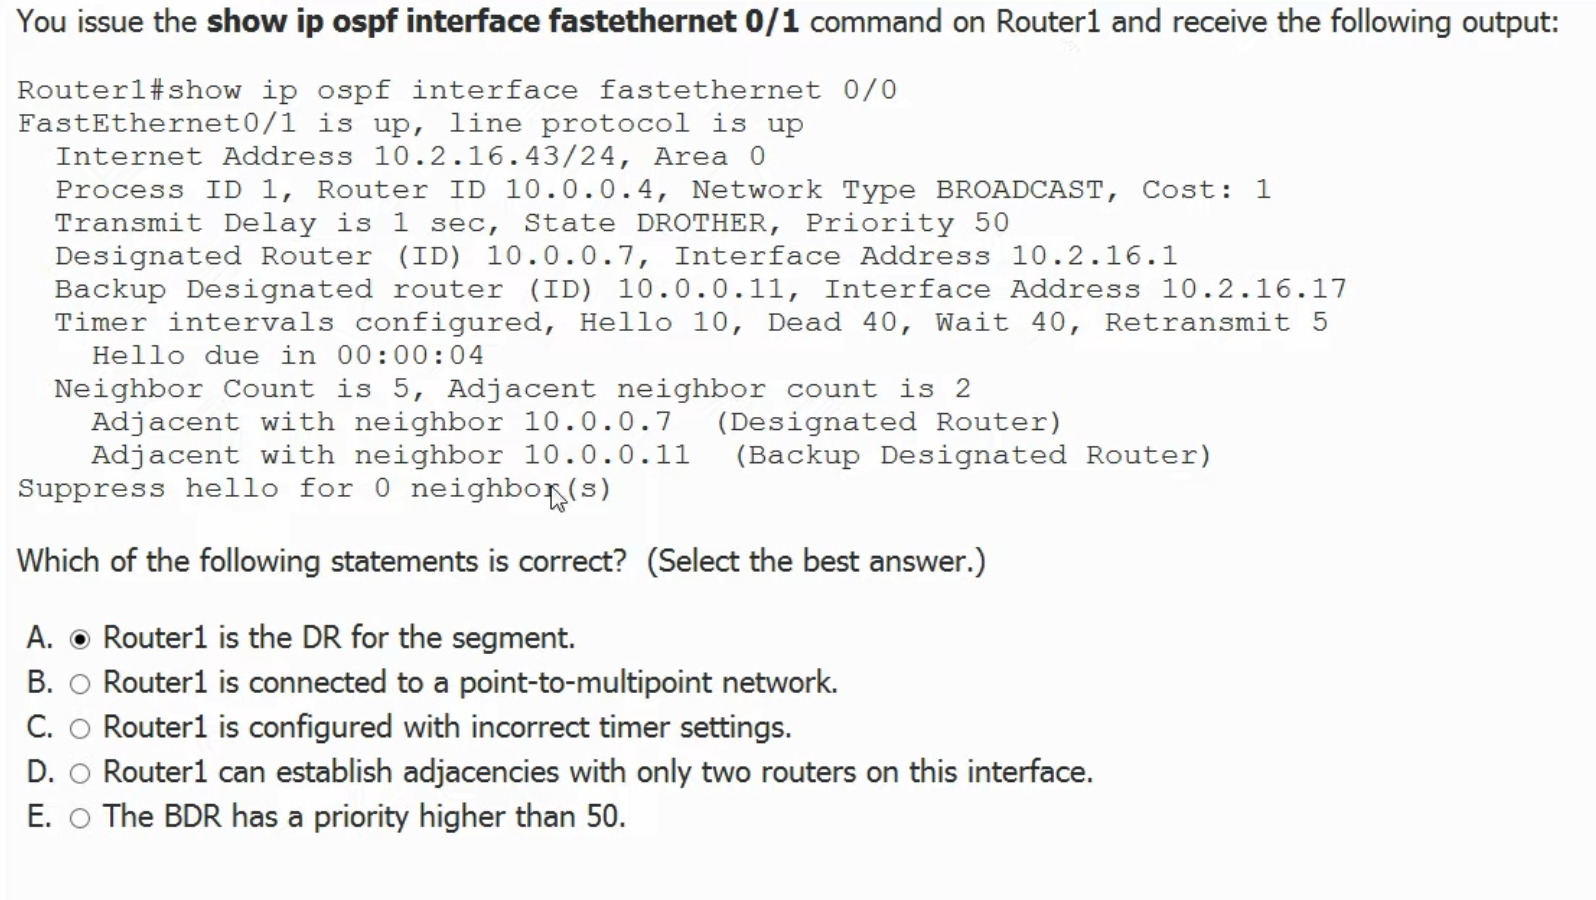 You issue the show ip ospf interface fastethernet 0/1 command on Router1 and receive the following output:
Router1#show ip ospf interface fastethernet 0/0
FastEthernet0/1 is up, line protocol is up
Internet Address 10.2.16.43/24, Area 0
Process ID 1, Router ID 10.0.0.4, Network Type BROADCAST, Cost: 1
Transmit Delay is 1 sec, State DROTHER, Priority 50
Designated Router (ID) 10.0.0.7, Interface Address 10.2.16.1
Backup Designated router (ID) 10.0.0.11, Interface Address 10.2.16.17
Timer intervals configured, Hello 10, Dead 40, Wait 40, Retransmit 5
Hello due in 00:00:04
Neighbor Count is 5, Adjacent neighbor count is 2
Adjacent with neighbor 10.0.0.7 (Designated Router)
Adjacent with neighbor 10.0.0.11 (Backup Designated Router)
Suppress hello for 0 neighbor(s)
Which of the following statements is correct? (Select the best answer.)
A. Router1 is the DR for the segment.
B. Router1 is connected to a point-to-multipoint network.
C. Router1 is configured with incorrect timer settings.
D. Router1 can establish adjacencies with only two routers on this interface.
E. The BDR has a priority higher than 50.